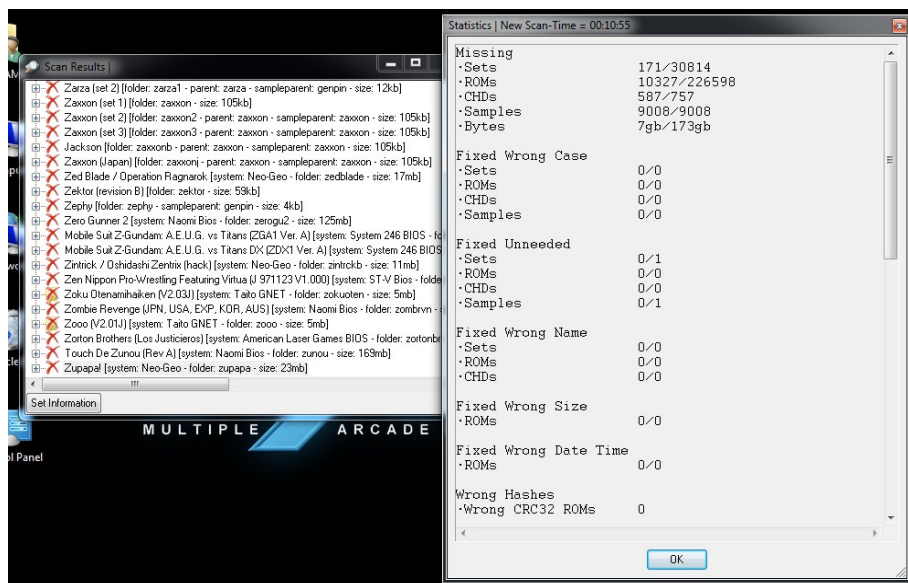 Statistics | New Scan-Time = 00:10:55
Missing
·Sets 171/30814
·ROMs 10327/226598
·CHDs 587/757
·Samples 9008/9008
·Bytes 7gb/173gb
Fixed Wrong Case
·Sets 0/0
·ROMs 0/0
·CHDs 0/0
·Samples 0/0
Fixed Unneeded
·Sets 0/1
·ROMs 0/0
·CHDs 0/0
·Samples 0/1
Fixed Wrong Name
·Sets 0/0
·ROMs 0/0
·CHDs 0/0
Fixed Wrong Size
·ROMs 0/0
Fixed Wrong Date Time
·ROMs 0/0
Wrong Hashes
·Wrong CRC32 ROMs 0
OK
Scan Results |
Zarza (set 2) [folder: zarza1 - parent: zarza - sampleparent: genpin - size: 12kb]
Zaxxon (set 1) [folder: zaxxon - size: 105kb]
Zaxxon (set 2) [folder: zaxxon2 - parent: zaxxon - sampleparent: zaxxon - size: 105kb]
Zaxxon (set 3) [folder: zaxxon3 - parent: zaxxon - sampleparent: zaxxon - size: 105kb]
Jackson [folder: zaxxonb - parent: zaxxon - sampleparent: zaxxon - size: 105kb]
Zaxxon (Japan) [folder: zaxxonj - parent: zaxxon - sampleparent: zaxxon - size: 105kb]
Zed Blade / Operation Ragnarok [system: Neo-Geo - folder: zedblade - size: 17mb]
Zektor (revision B) [folder: zektor - size: 59kb]
Zephy [folder: zephy - sampleparent: genpin - size: 4kb]
Zero Gunner 2 [system: Naomi Bios - folder: zerogu2 - size: 125mb]
Mobile Suit Z-Gundam: A.E.U.G. vs Titans (ZGA1 Ver. A) [system: System 246 BIOS - fo
Mobile Suit Z-Gundam: A.E.U.G. vs Titans DX (ZDX1 Ver. A) [system: System 246 BIOS
Zintrick / Oshidashi Zentrix (hack) [system: Neo-Geo - folder: zintrckb - size: 11mb]
Zen Nippon Pro-Wrestling Featuring Virtua (J 971123 V1.000) [system: ST-V Bios - folde
Zoku Otenamihaiken (V2.03J) [system: Taito GNET - folder: zokuoten - size: 5mb]
Zombie Revenge (JPN, USA, EXP, KOR, AUS) [system: Naomi Bios - folder: zombrvn -
Zooo (V2.01J) [system: Taito GNET - folder: zooo - size: 5mb]
Zorton Brothers (Los Justicieros) [system: American Laser Games BIOS - folder: zortonbr
Touch De Zunou (Rev A) [system: Naomi Bios - folder: zunou - size: 169mb]
Zupapa! [system: Neo-Geo - folder: zupapa - size: 23mb]
Set Information
MULTIPLE ARCADE
ol Panel